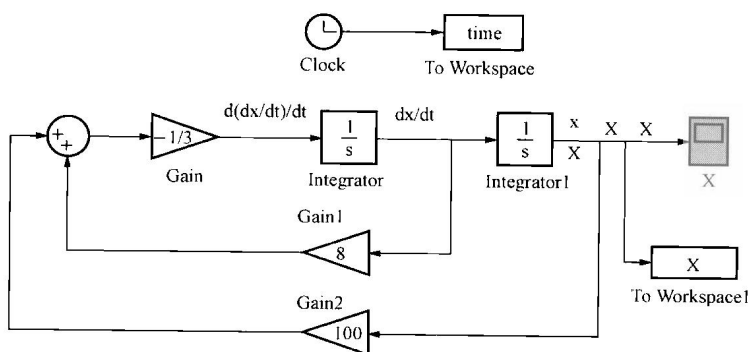 time
Clock
To Workspace
d(dx/dt)/dt
dx/dt
x
X
X
+
+
-1/3
1
s
1
s
X
Gain
Integrator
Integrator1
X
Gain1
8
X
To Workspace1
Gain2
100